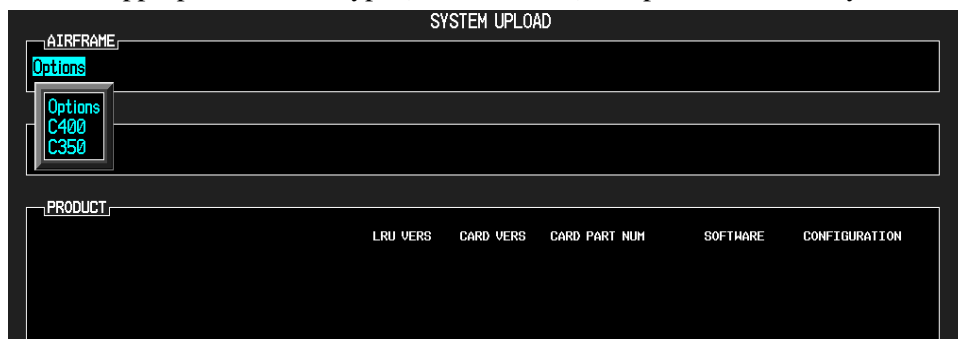 SYSTEM UPLOAD
AIRFRAME
Options
Options
C400
C350
PRODUCT
LRU VERS CARD VERS CARD PART NUM SOFTWARE CONFIGURATION